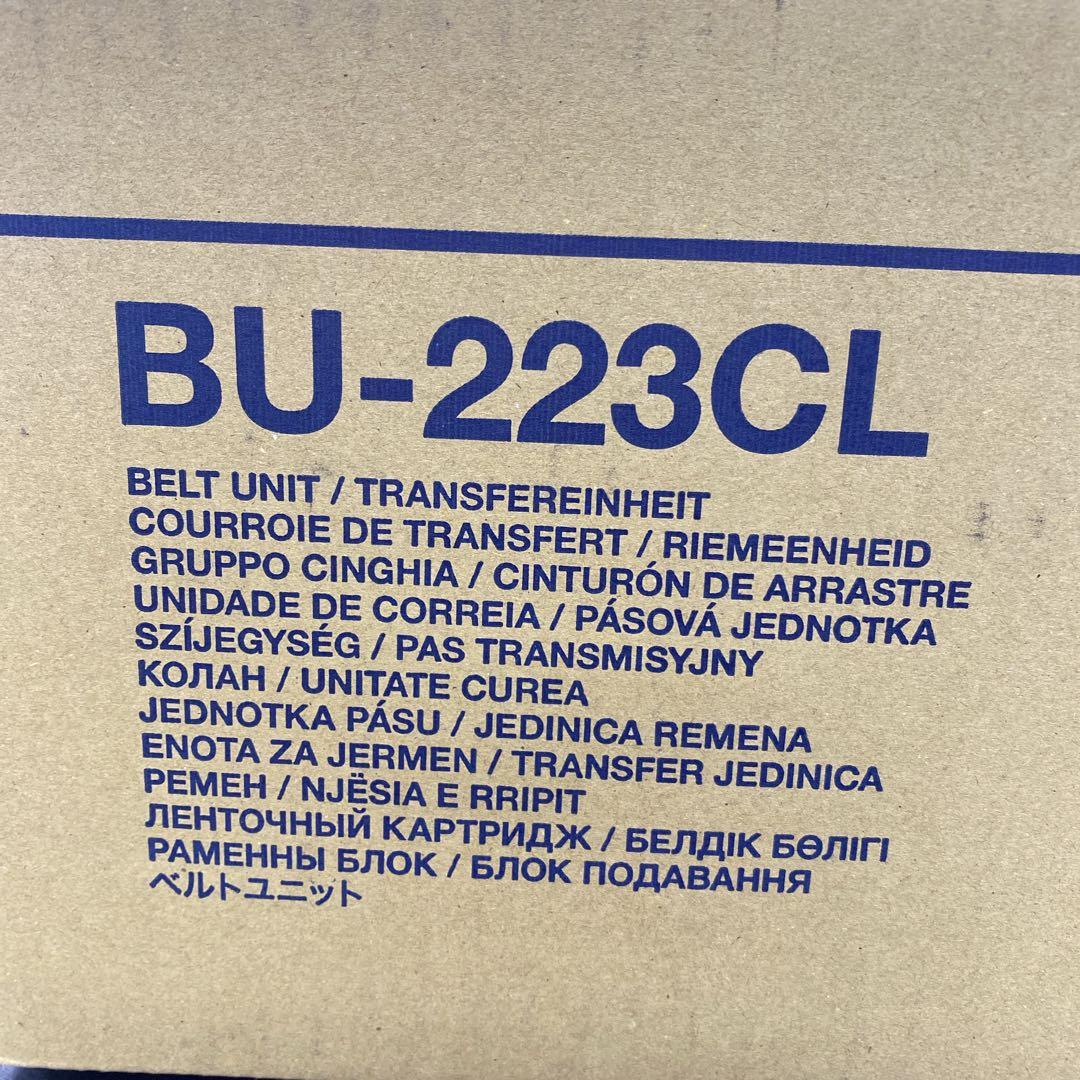 BU-223CL
BELT UNIT / TRANSFEREINHEIT
COURROIE DE TRANSFERT / RIEMEENHEID
GRUPPO CINGHIA / CINTURÓN DE ARRASTRE
UNIDADE DE CORREIA / PÁSOVÁ JEDNOTKA
SZÍJEGYSÉG / PAS TRANSMISYJNY
КОЛАН / UNITATE CUREA
JEDNOTKA PÁSU / JEDINICA REMENA
ENOTA ZA JERMEN / TRANSFER JEDINICA
РЕМЕН / NJËSIA E RRIPIT
ЛЕНТОЧНЫЙ КАРТРИДЖ / БЕЛДІК БӨЛІГІ
РАМЕННЫ БЛОК / БЛОК ПОДАВАННЯ
ベルトユニット